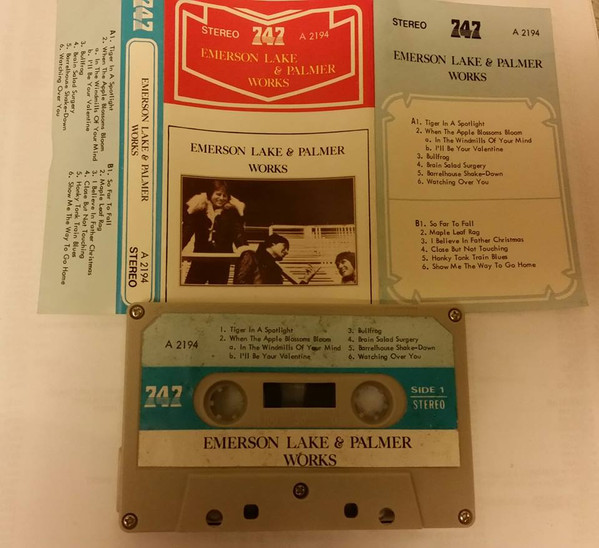 747
A1. Tiger In A Spotlight
2. When The Apple Blossoms Bloom
a. In The Windmills Of Your Mind
b. I'll Be Your Valentine
3. Bullfrog
4. Brain Salad Surgery
5. Barrelhouse Shake-Down
6. Watching Over You
B1. So Far To Fall
2. Maple Leaf Rag
3. I Believe In Father Christmas
4. Close But Not Touching
5. Honky Tonk Train Blues
6. Show Me The Way To Go Home
747
EMERSON LAKE & PALMER
WORKS
A 2194
STEREO
STEREO 747 A 2194
EMERSON LAKE
& PALMER
WORKS
EMERSON LAKE & PALMER
WORKS
STEREO 747 A 2194
EMERSON LAKE & PALMER
WORKS
A1. Tiger In A Spotlight
2. When The Apple Blossoms Bloom
a. In The Windmills Of Your Mind
b. I'll Be Your Valentine
3. Bullfrog
4. Brain Salad Surgery
5. Barrelhouse Shake-Down
6. Watching Over You
B1. So Far To Fall
2. Maple Leaf Rag
3. I Believe In Father Christmas
4. Close But Not Touching
5. Honky Tonk Train Blues
6. Show Me The Way To Go Home
A 2194
1. Tiger In A Spotlight
2. When The Apple Blossoms Bloom
a. In The Windmills Of Your Mind
b. I'll Be Your Valentine
3. Bullfrog
4. Brain Salad Surgery
5. Barrelhouse Shake-Down
6. Watching Over You
747
SIDE 1
STEREO
EMERSON LAKE & PALMER
WORKS